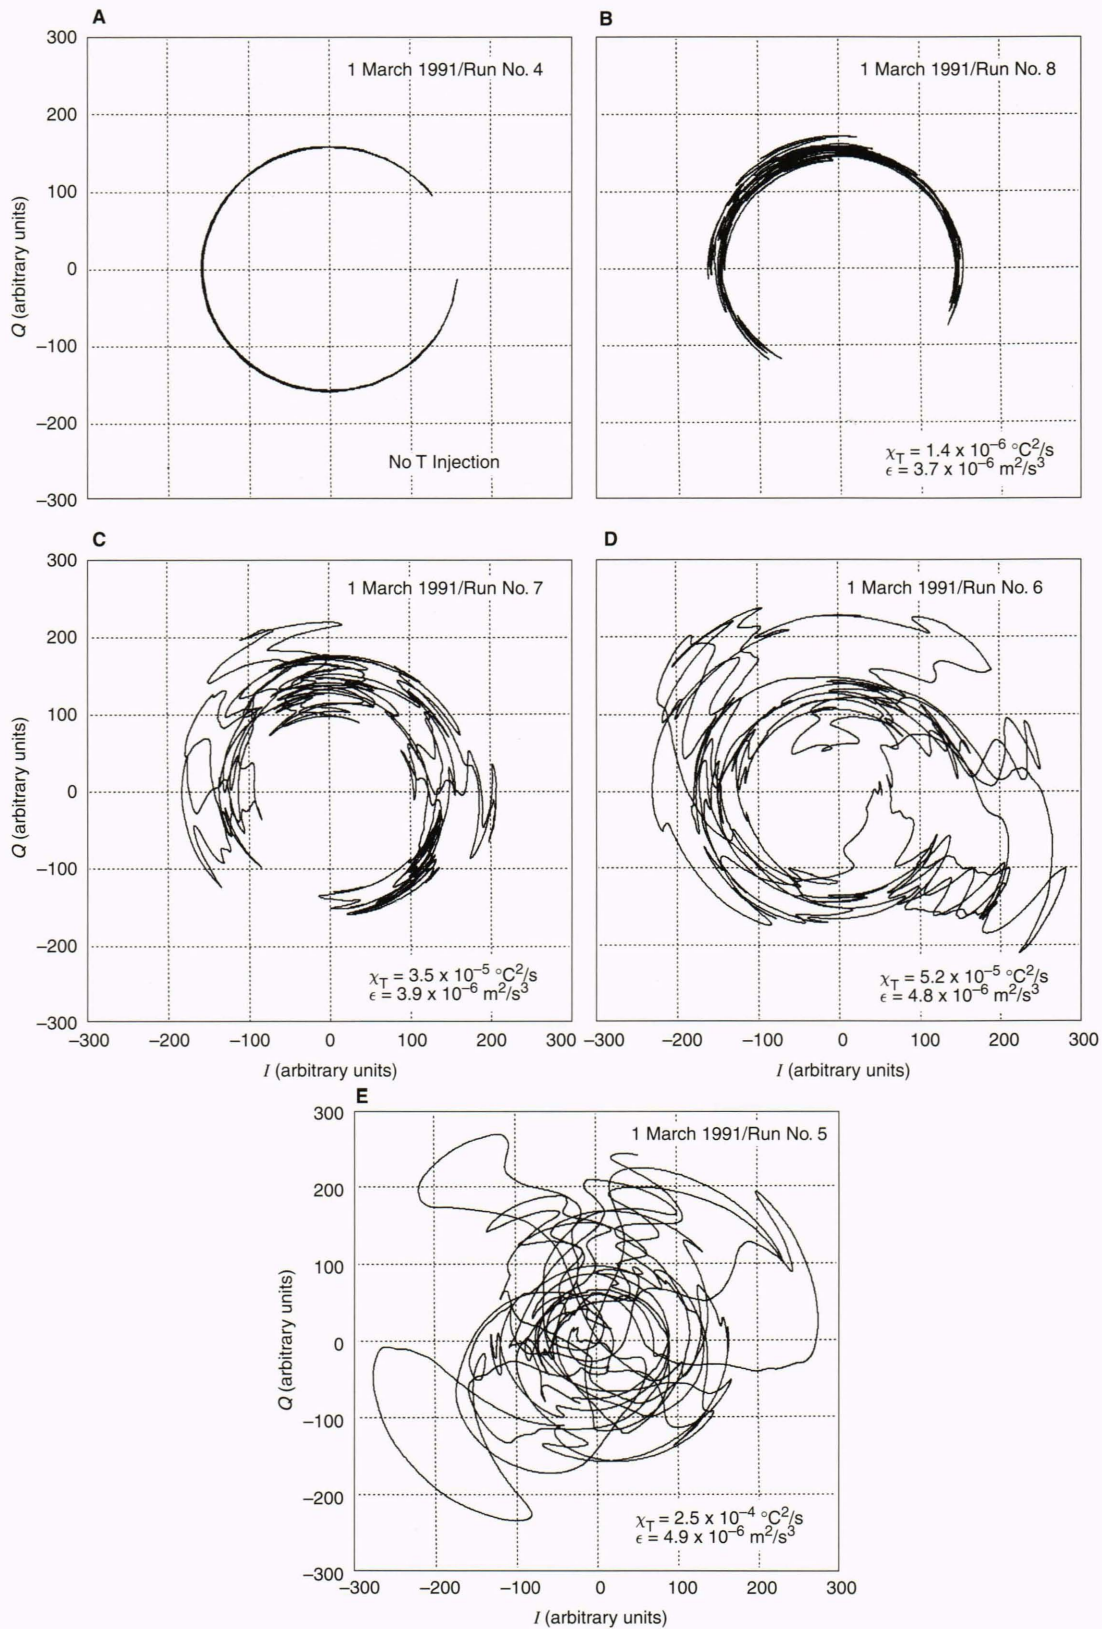 A
B
300
200
100
0
−100
−200
−300
Q (arbitrary units)
1 March 1991/Run No. 4
No T Injection
1 March 1991/Run No. 8
χT = 1.4 x 10⁻⁶ °C²/s
ϵ = 3.7 x 10⁻⁶ m²/s³
C
D
300
200
100
0
−100
−200
−300
Q (arbitrary units)
1 March 1991/Run No. 7
χT = 3.5 x 10⁻⁵ °C²/s
ϵ = 3.9 x 10⁻⁶ m²/s³
1 March 1991/Run No. 6
χT = 5.2 x 10⁻⁵ °C²/s
ϵ = 4.8 x 10⁻⁶ m²/s³
−300 −200 −100 0 100 200
−300 −200 −100 0 100 200 300
I (arbitrary units)
I (arbitrary units)
E
300
200
100
0
−100
−200
−300
Q (arbitrary units)
1 March 1991/Run No. 5
χT = 2.5 x 10⁻⁴ °C²/s
ϵ = 4.9 x 10⁻⁶ m²/s³
−300 −200 −100 0 100 200 300
I (arbitrary units)